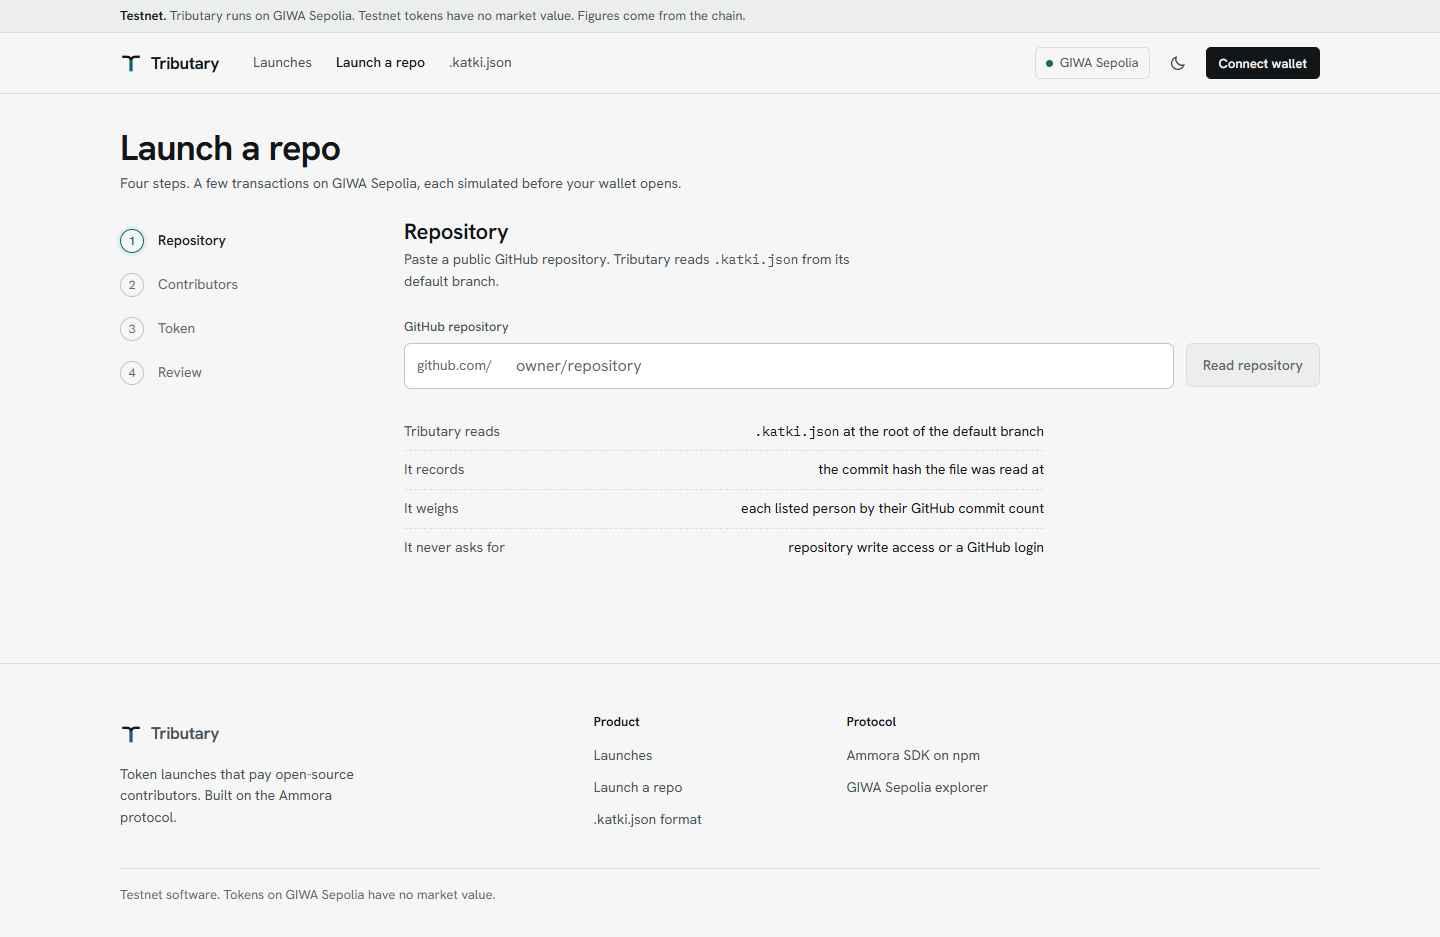 Testnet. Tributary runs on GIWA Sepolia. Testnet tokens have no market value. Figures come from the chain.
Tributary
Launches
Launch a repo
.katki.json
GIWA Sepolia
Connect wallet
Launch a repo
Four steps. A few transactions on GIWA Sepolia, each simulated before your wallet opens.
1 Repository
2 Contributors
3 Token
4 Review
Repository
Paste a public GitHub repository. Tributary reads .katki.json from its
default branch.
GitHub repository
github.com/ owner/repository
Read repository
Tributary reads .katki.json at the root of the default branch
It records the commit hash the file was read at
It weighs each listed person by their GitHub commit count
It never asks for repository write access or a GitHub login
Tributary
Token launches that pay open-source
contributors. Built on the Ammora
protocol.
Product
Launches
Launch a repo
.katki.json format
Protocol
Ammora SDK on npm
GIWA Sepolia explorer
Testnet software. Tokens on GIWA Sepolia have no market value.